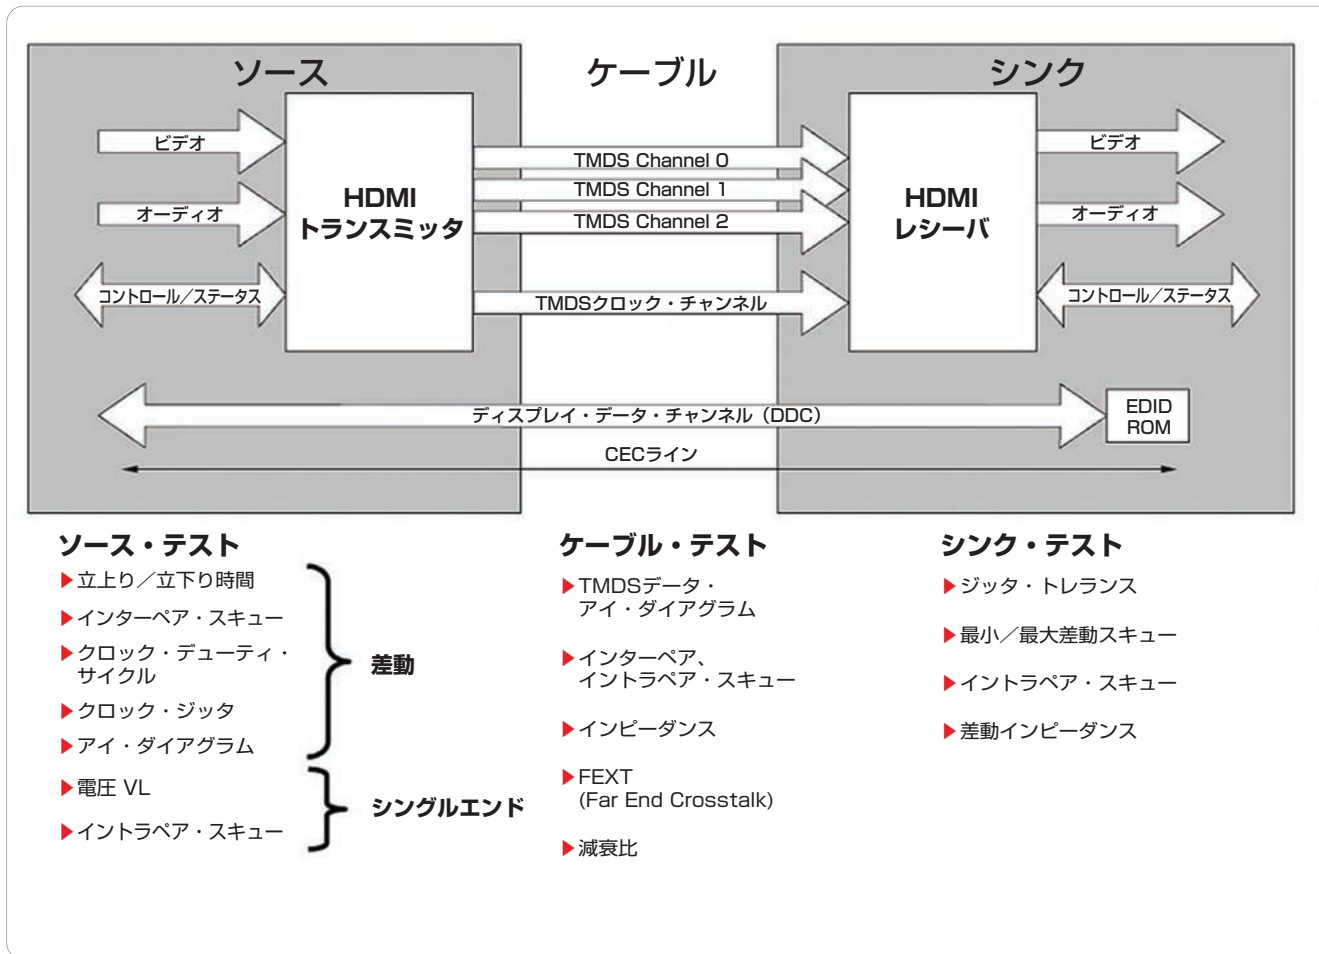 ソース
ケーブル
シンク
ビデオ
オーディオ
コントロール／ステータス
HDMI
トランスミッタ
TMDS Channel 0
TMDS Channel 1
TMDS Channel 2
TMDSクロック・チャンネル
HDMI
レシーバ
ビデオ
オーディオ
コントロール／ステータス
ディスプレイ・データ・チャンネル（DDC）
EDID
ROM
CECライン
ソース・テスト
▶立上り／立下り時間
▶インターペア・スキュー
▶クロック・デューティ・
サイクル
▶クロック・ジッタ
▶アイ・ダイアグラム
差動
▶電圧 VL
▶イントラペア・スキュー
シングルエンド
ケーブル・テスト
▶TMDSデータ・
アイ・ダイアグラム
▶インターペア、
イントラペア・スキュー
▶インピーダンス
▶FEXT
(Far End Crosstalk)
▶減衰比
シンク・テスト
▶ジッタ・トレランス
▶最小／最大差動スキュー
▶イントラペア・スキュー
▶差動インピーダンス